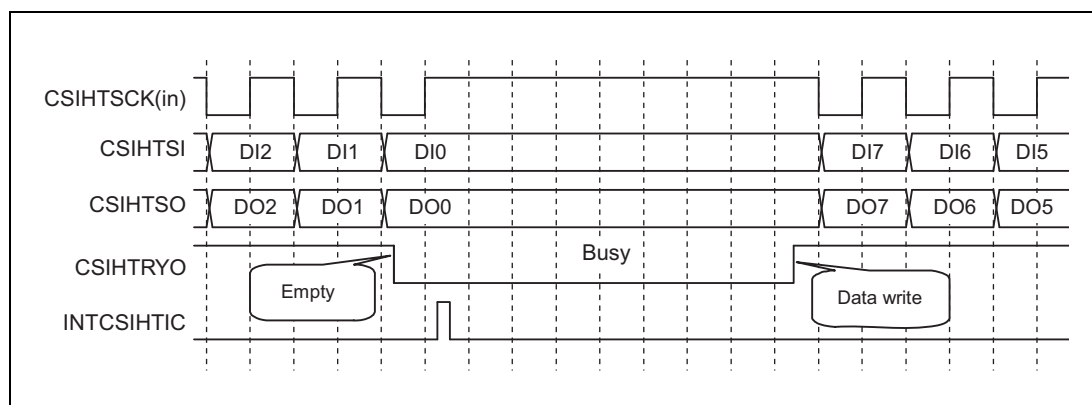 CSIHTSCK(in)
CSIHTSI DI2 DI1 DI0 DI7 DI6 DI5
CSIHTSO DO2 DO1 DO0 DO7 DO6 DO5
CSIHTRYO Busy
Empty Data write
INTCSIHTIC